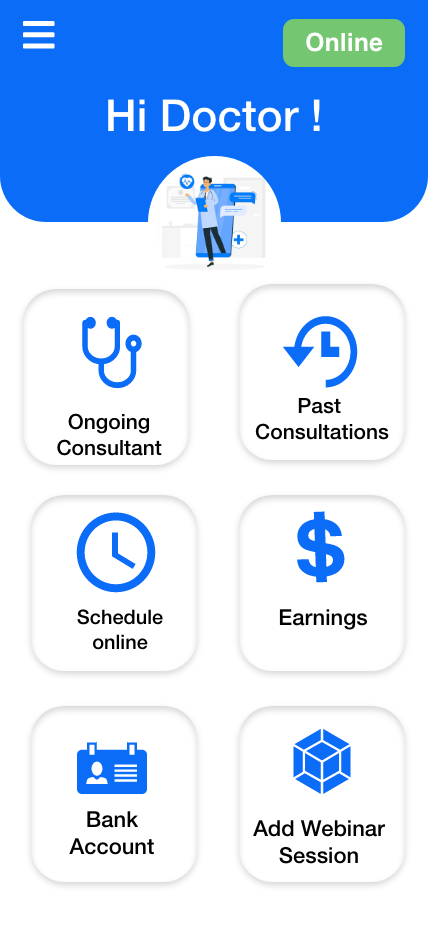 Online
Hi Doctor !
Ongoing
Consultant
Past
Consultations
Schedule
online
Earnings
Bank
Account
Add Webinar
Session